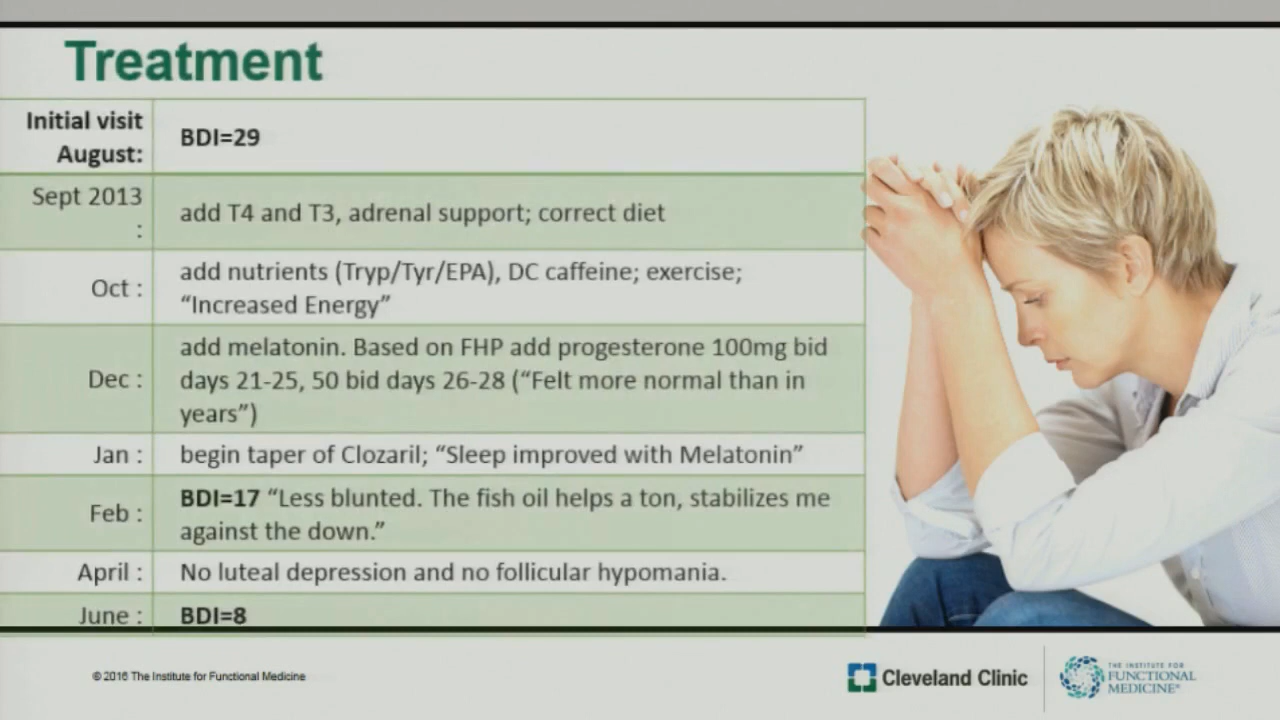 Treatment
Initial visit
August:
BDI=29
Sept 2013
:
add T4 and T3, adrenal support; correct diet
Oct :
add nutrients (Tryp/Tyr/EPA), DC caffeine; exercise;
“Increased Energy”
Dec :
add melatonin. Based on FHP add progesterone 100mg bid
days 21-25, 50 bid days 26-28 (“Felt more normal than in
years”)
Jan :
begin taper of Clozaril; “Sleep improved with Melatonin”
Feb :
BDI=17 “Less blunted. The fish oil helps a ton, stabilizes me
against the down.”
April :
No luteal depression and no follicular hypomania.
June :
BDI=8
© 2016 The Institute for Functional Medicine
Cleveland Clinic
THE INSTITUTE FOR
FUNCTIONAL
MEDICINE®